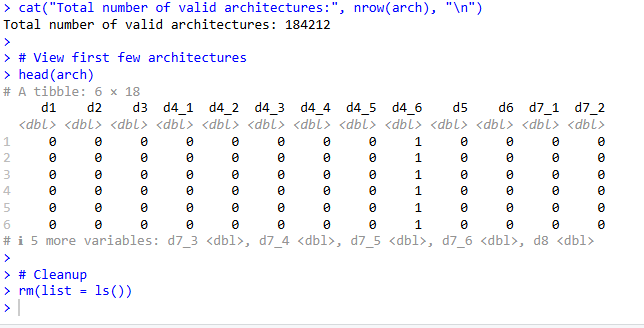 > cat("Total number of valid architectures:", nrow(arch), "\n")
Total number of valid architectures: 184212
>
> # View first few architectures
> head(arch)
# A tibble: 6 × 18
     d1    d2    d3  d4_1  d4_2  d4_3  d4_4  d4_5  d4_6    d5    d6  d7_1  d7_2
  <dbl> <dbl> <dbl> <dbl> <dbl> <dbl> <dbl> <dbl> <dbl> <dbl> <dbl> <dbl> <dbl>
1     0     0     0     0     0     0     0     0     1     0     0     0     0
2     0     0     0     0     0     0     0     0     1     0     0     0     0
3     0     0     0     0     0     0     0     0     1     0     0     0     0
4     0     0     0     0     0     0     0     0     1     0     0     0     0
5     0     0     0     0     0     0     0     0     1     0     0     0     0
6     0     0     0     0     0     0     0     0     1     0     0     0     0
# ℹ 5 more variables: d7_3 <dbl>, d7_4 <dbl>, d7_5 <dbl>, d7_6 <dbl>, d8 <dbl>
>
> # Cleanup
> rm(list = ls())
>